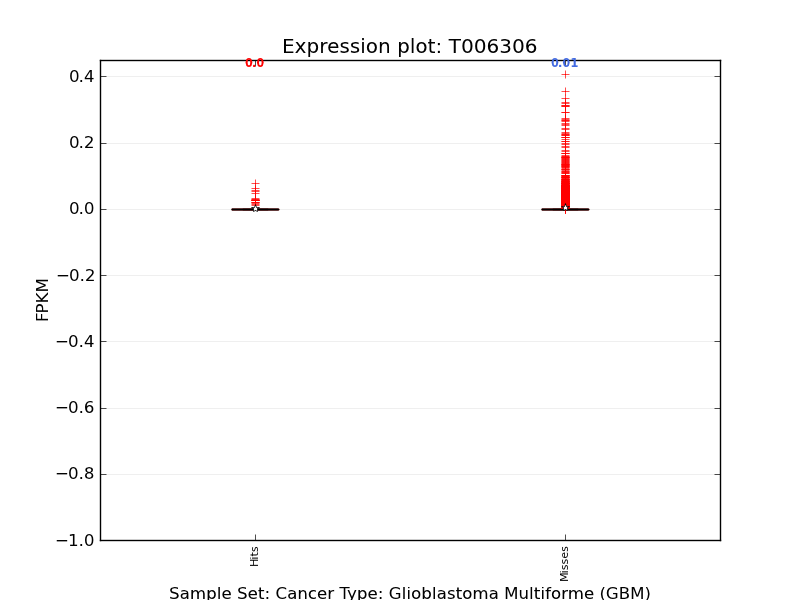 Expression plot: T006306
0.0
0.01
0.4
0.2
0.0
−0.2
−0.4
−0.6
−0.8
−1.0
FPKM
Hits
Misses
Sample Set: Cancer Type: Glioblastoma Multiforme (GBM)